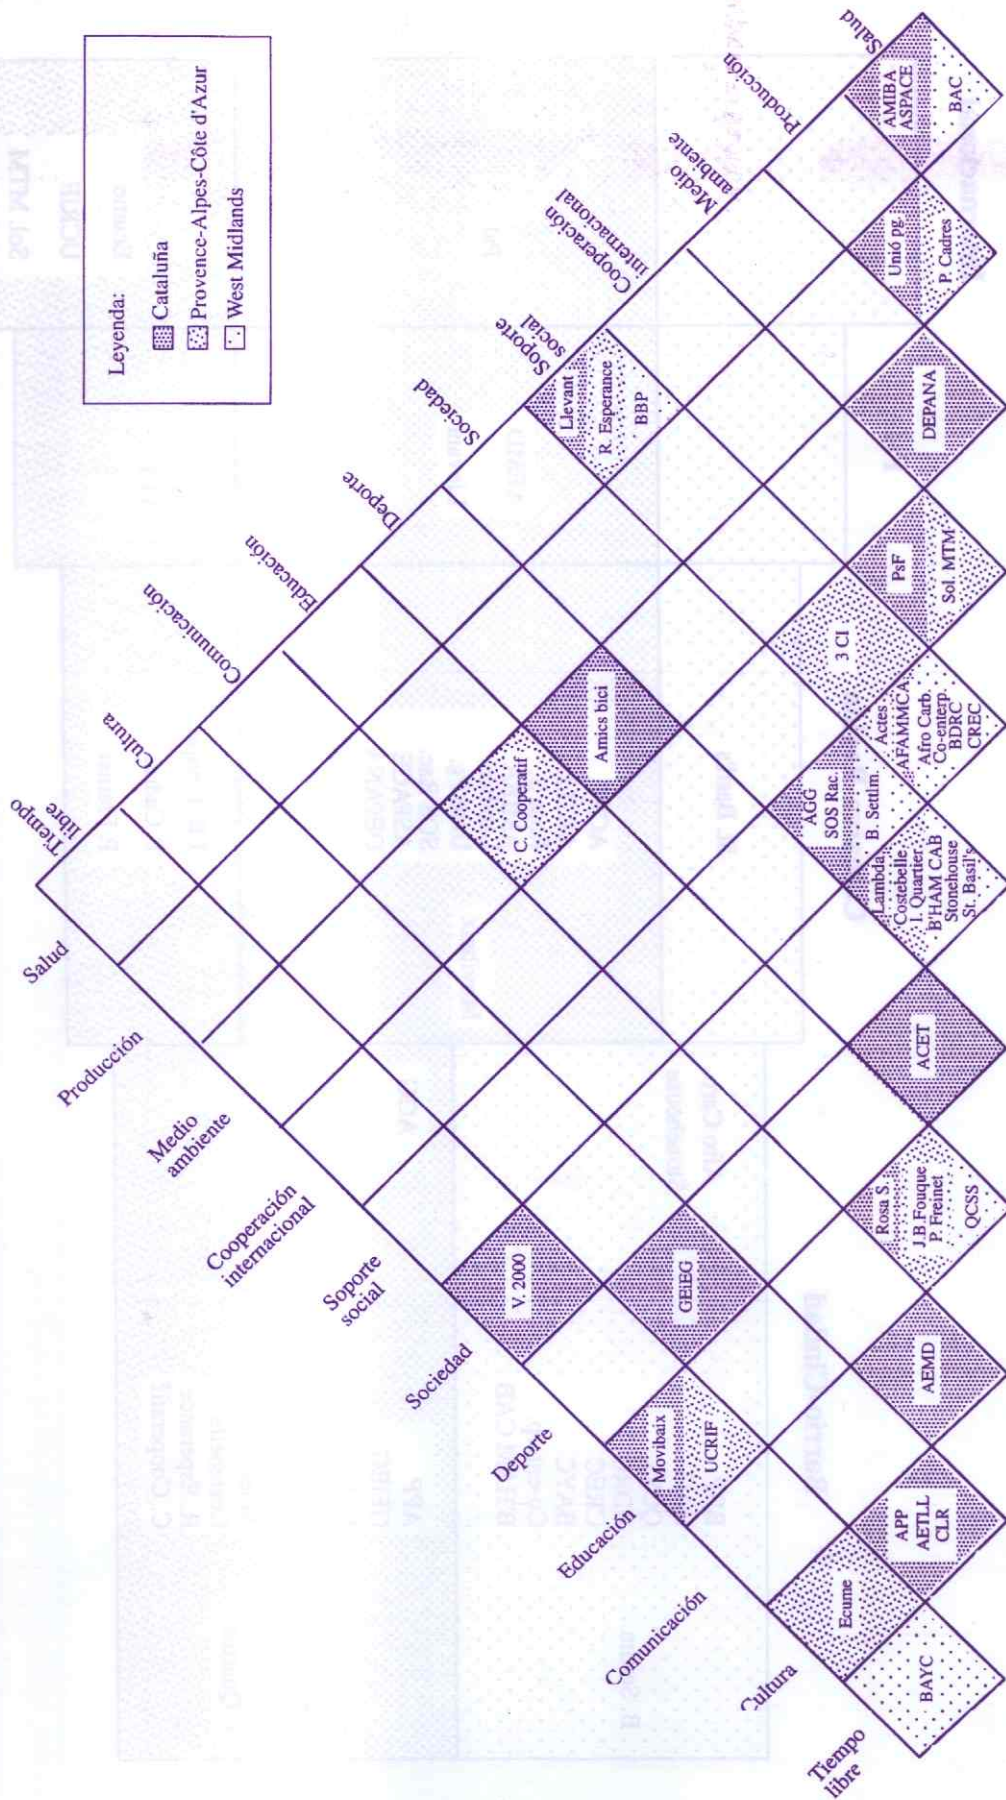 Leyenda:
Cataluña
Provence-Alpes-Côte d'Azur
West Midlands
Tiempo
libre
Cultura
Comunicación
Educación
Deporte
Sociedad
Soporte
social
Cooperación
internacional
Medio
ambiente
Producción
Salud
Salud
Producción
Medio
ambiente
Cooperación
internacional
Soporte
social
Sociedad
Deporte
Educación
Comunicación
Cultura
Tiempo
libre
Llevant
R. Esperance
BBP
C. Cooperatif
Amics bici
V. 2000
GEiEG
Movibaix
UCRIF
Ecume
AGG
SOS Rac.
B. Settlm.
3 CI
BAYC
APP
AETLL
CLR
AEMD
Rosa S.
J.B Fouque
P. Freinet
QCSS
ACET
Lambda
Costebelle
I. Quartier
B'HAM CAB
Stonehouse
St. Basil's
Actes
AFAMMCA
Afro Carb.
Co-enterp.
BDRC
CREC
PsF
Sol. MTM
DEPANA
Unió pg.
P. Cadres
AMIBA
ASPACE
BAC